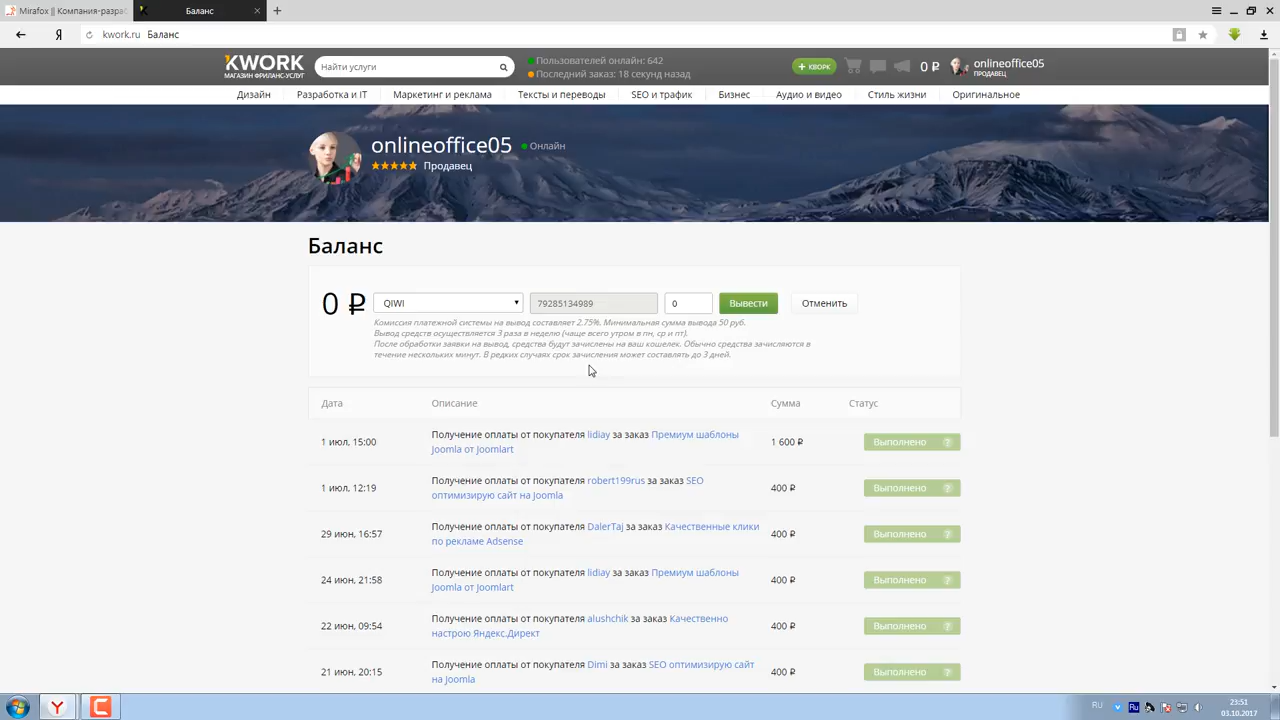 Mirafox || Компания-разраб
Баланс
kwork.ru Баланс
KWORK
МАГАЗИН ФРИЛАНС-УСЛУГ
Найти услуги
Пользователей онлайн: 642
Последний заказ: 18 секунд назад
+ КВОРК
0 ₽
onlineoffice05
ПРОДАВЕЦ
Дизайн Разработка и IT Маркетинг и реклама Тексты и переводы SEO и трафик Бизнес Аудио и видео Стиль жизни Оригинальное
onlineoffice05 Онлайн
Продавец
Баланс
0 ₽ QIWI 79285134989 0 Вывести Отменить
Комиссия платежной системы на вывод составляет 2.75%. Минимальная сумма вывода 50 руб.
Вывод средств осуществляется 3 раза в неделю (чаще всего утром в пн, ср и пт).
После обработки заявки на вывод, средства будут зачислены на ваш кошелек. Обычно средства зачисляются в
течение нескольких минут. В редких случаях срок зачисления может составлять до 3 дней.
Дата Описание Сумма Статус
1 июл, 15:00 Получение оплаты от покупателя lidiay за заказ Премиум шаблоны 1 600 ₽ Выполнено ?
Joomla от Joomlart
1 июл, 12:19 Получение оплаты от покупателя robert199rus за заказ SEO 400 ₽ Выполнено ?
оптимизирую сайт на Joomla
29 июн, 16:57 Получение оплаты от покупателя DalerTaj за заказ Качественные клики 400 ₽ Выполнено ?
по рекламе Adsense
24 июн, 21:58 Получение оплаты от покупателя lidiay за заказ Премиум шаблоны 400 ₽ Выполнено ?
Joomla от Joomlart
22 июн, 09:54 Получение оплаты от покупателя alushchik за заказ Качественно 400 ₽ Выполнено ?
настрою Яндекс.Директ
21 июн, 20:15 Получение оплаты от покупателя Dimi за заказ SEO оптимизирую сайт 400 ₽ Выполнено ?
на Joomla
RU Ru 23:51
03.10.2017